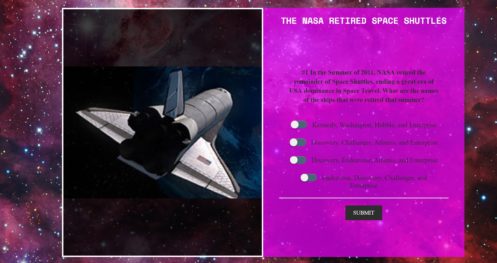 THE NASA RETIRED SPACE SHUTTLES
#1 In the Summer of 2011, NASA retired the
remainder of Space Shuttles, ending a great era of
USA dominance in Space Travel. What are the names
of the ships that were retired that summer?
Kennedy, Washington, Hubble, and Enterprise
Discovery, Challenger, Atlantis, and Enterprise
Discovery, Endeavour, Atlantis, and Enterprise
Discovery, Challenger, and
Enterprise
SUBMIT